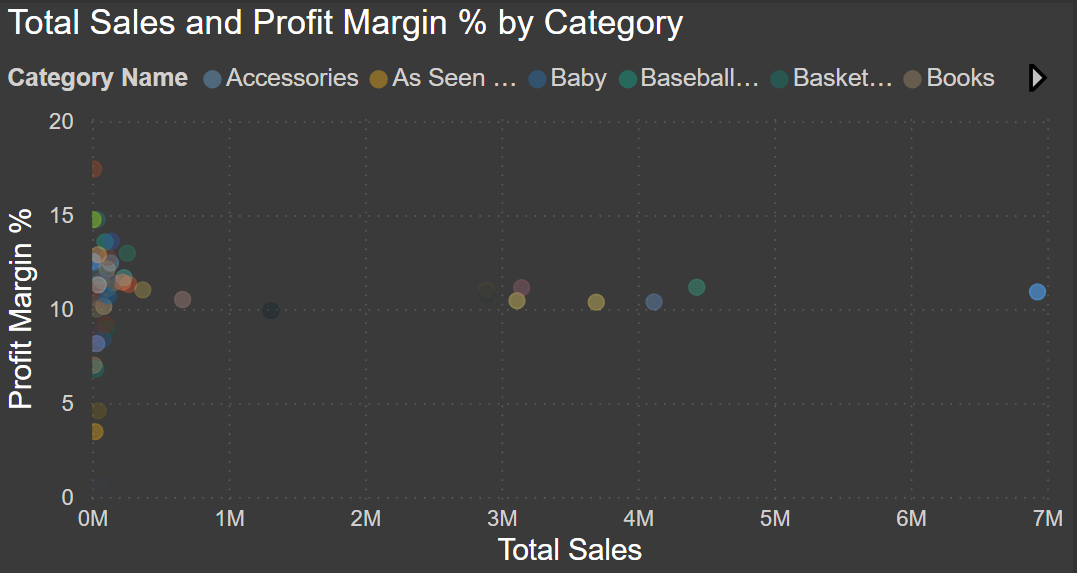 Total Sales and Profit Margin % by Category
Category Name Accessories As Seen ... Baby Baseball... Basket... Books
20
15
10
5
0
Profit Margin %
0M 1M 2M 3M 4M 5M 6M 7M
Total Sales